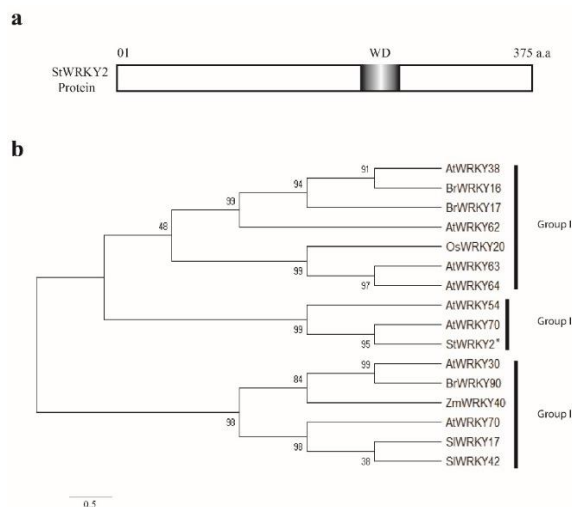 a
01 WD 375 a.a
StWRKY2
Protein
b
AtWRKY38
91
BrWRKY16
94
BrWRKY17
99
AtWRKY62
48
Group I
OsWRKY20
99
AtWRKY63
97
AtWRKY64
AtWRKY54
99
AtWRKY70
Group I
95
StWRKY2*
AtWRKY30
99
BrWRKY90
84
ZmWRKY40
98
AtWRKY70
Group I
98
SlWRKY17
38
SlWRKY42
0.5